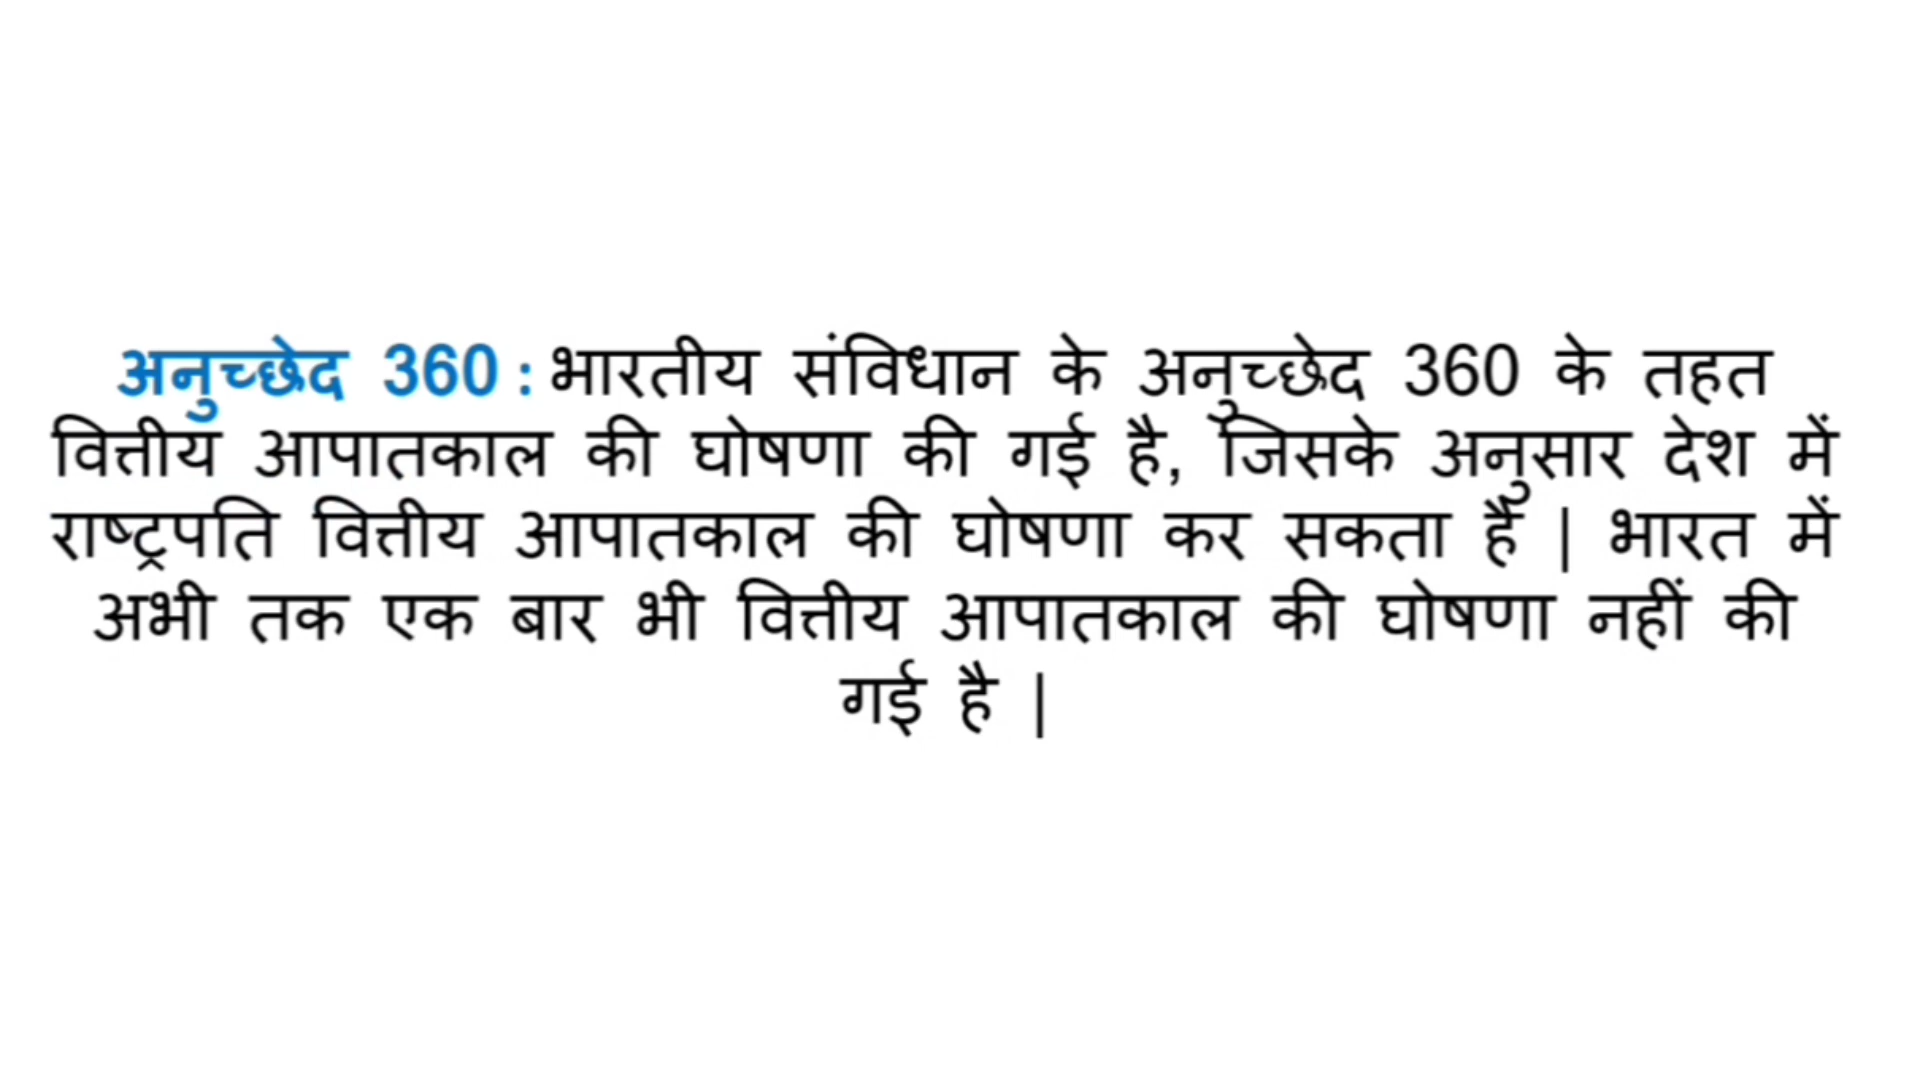 अनुच्छेद 360 : भारतीय संविधान के अनुच्छेद 360 के तहत
वित्तीय आपातकाल की घोषणा की गई है, जिसके अनुसार देश में
राष्ट्रपति वित्तीय आपातकाल की घोषणा कर सकता है | भारत में
अभी तक एक बार भी वित्तीय आपातकाल की घोषणा नहीं की
गई है |